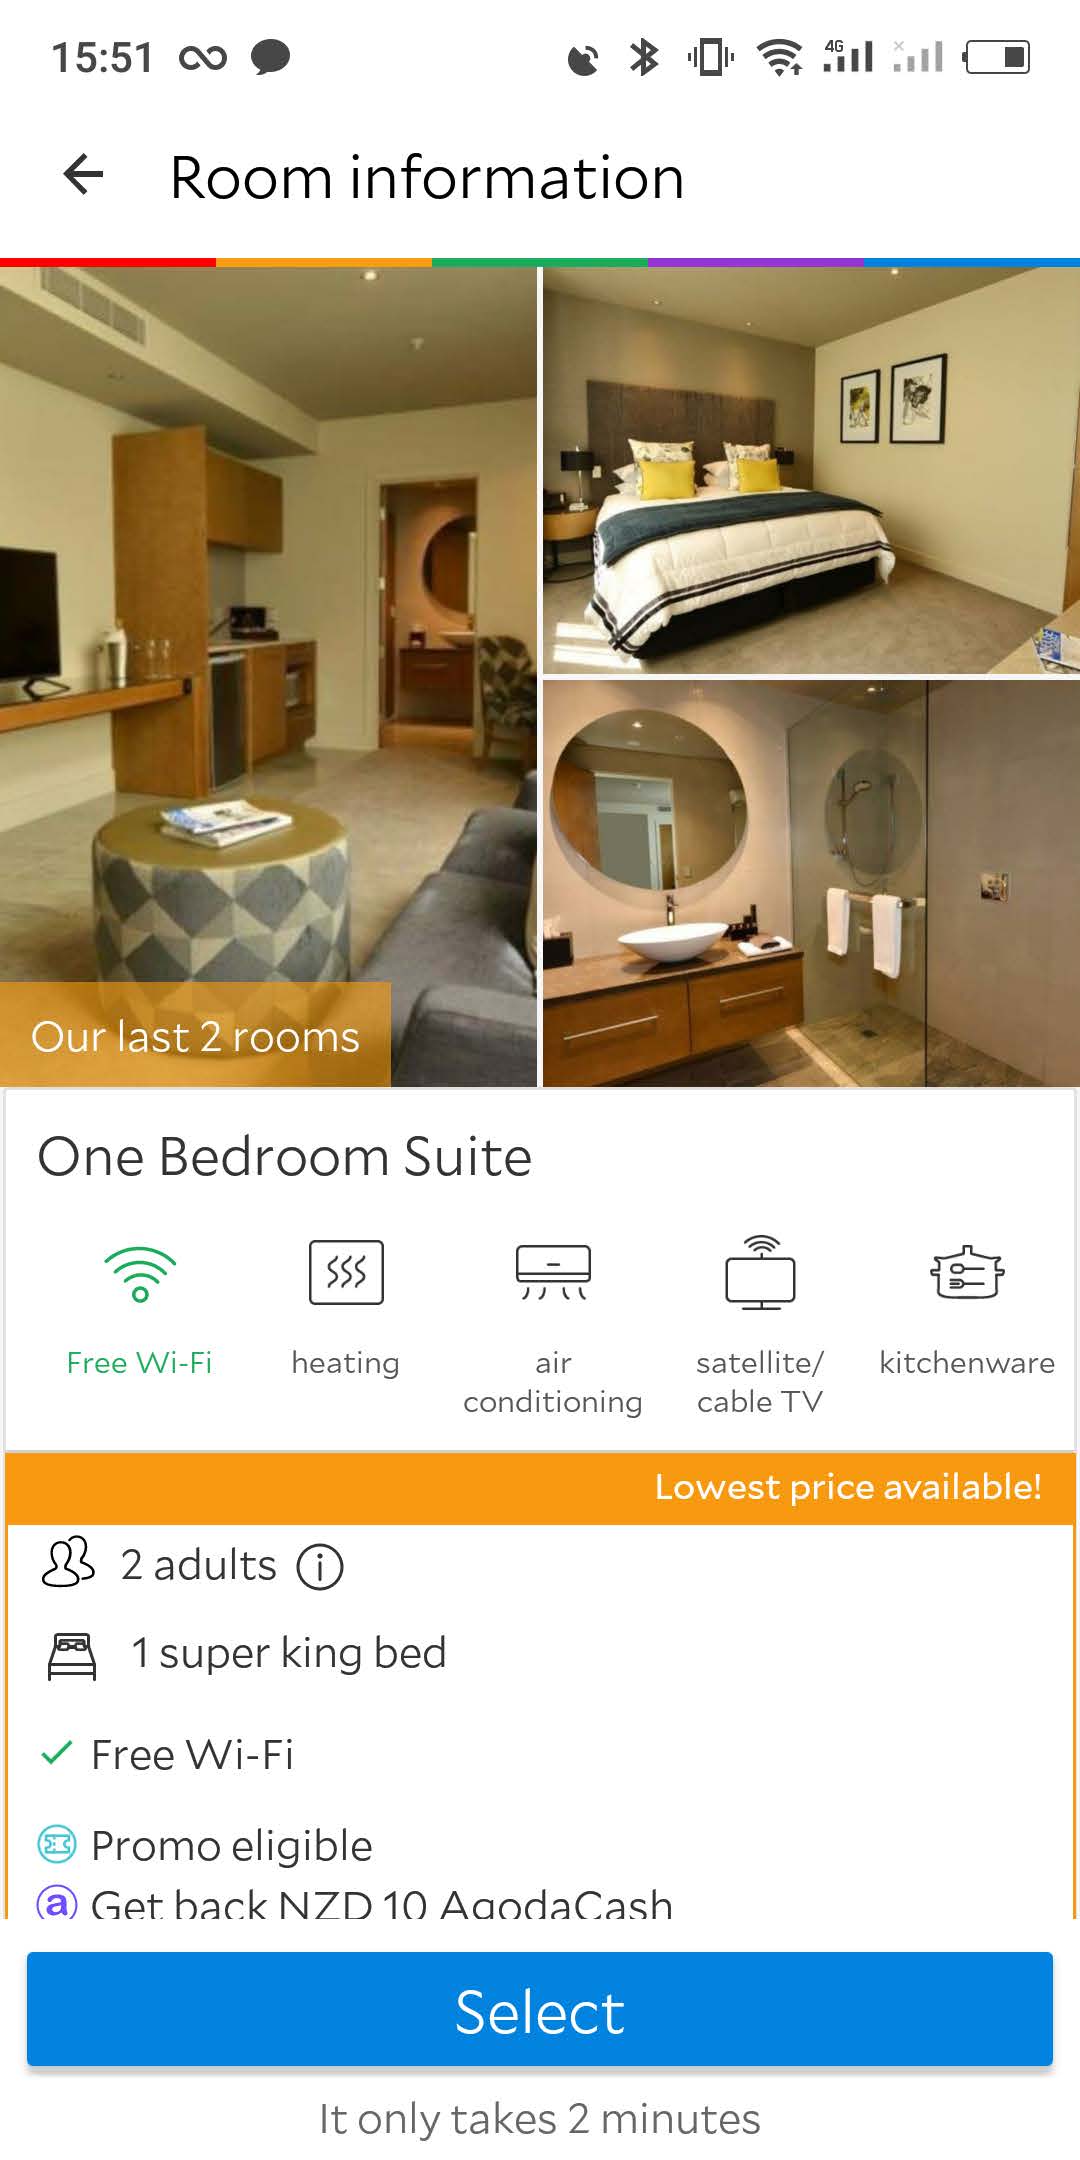 15:51
4G
Room information
Our last 2 rooms
One Bedroom Suite
Free Wi-Fi
heating
air
conditioning
satellite/
cable TV
kitchenware
Lowest price available!
2 adults
1 super king bed
Free Wi-Fi
Promo eligible
a Get back NZD 10 AgodaCash
Select
It only takes 2 minutes